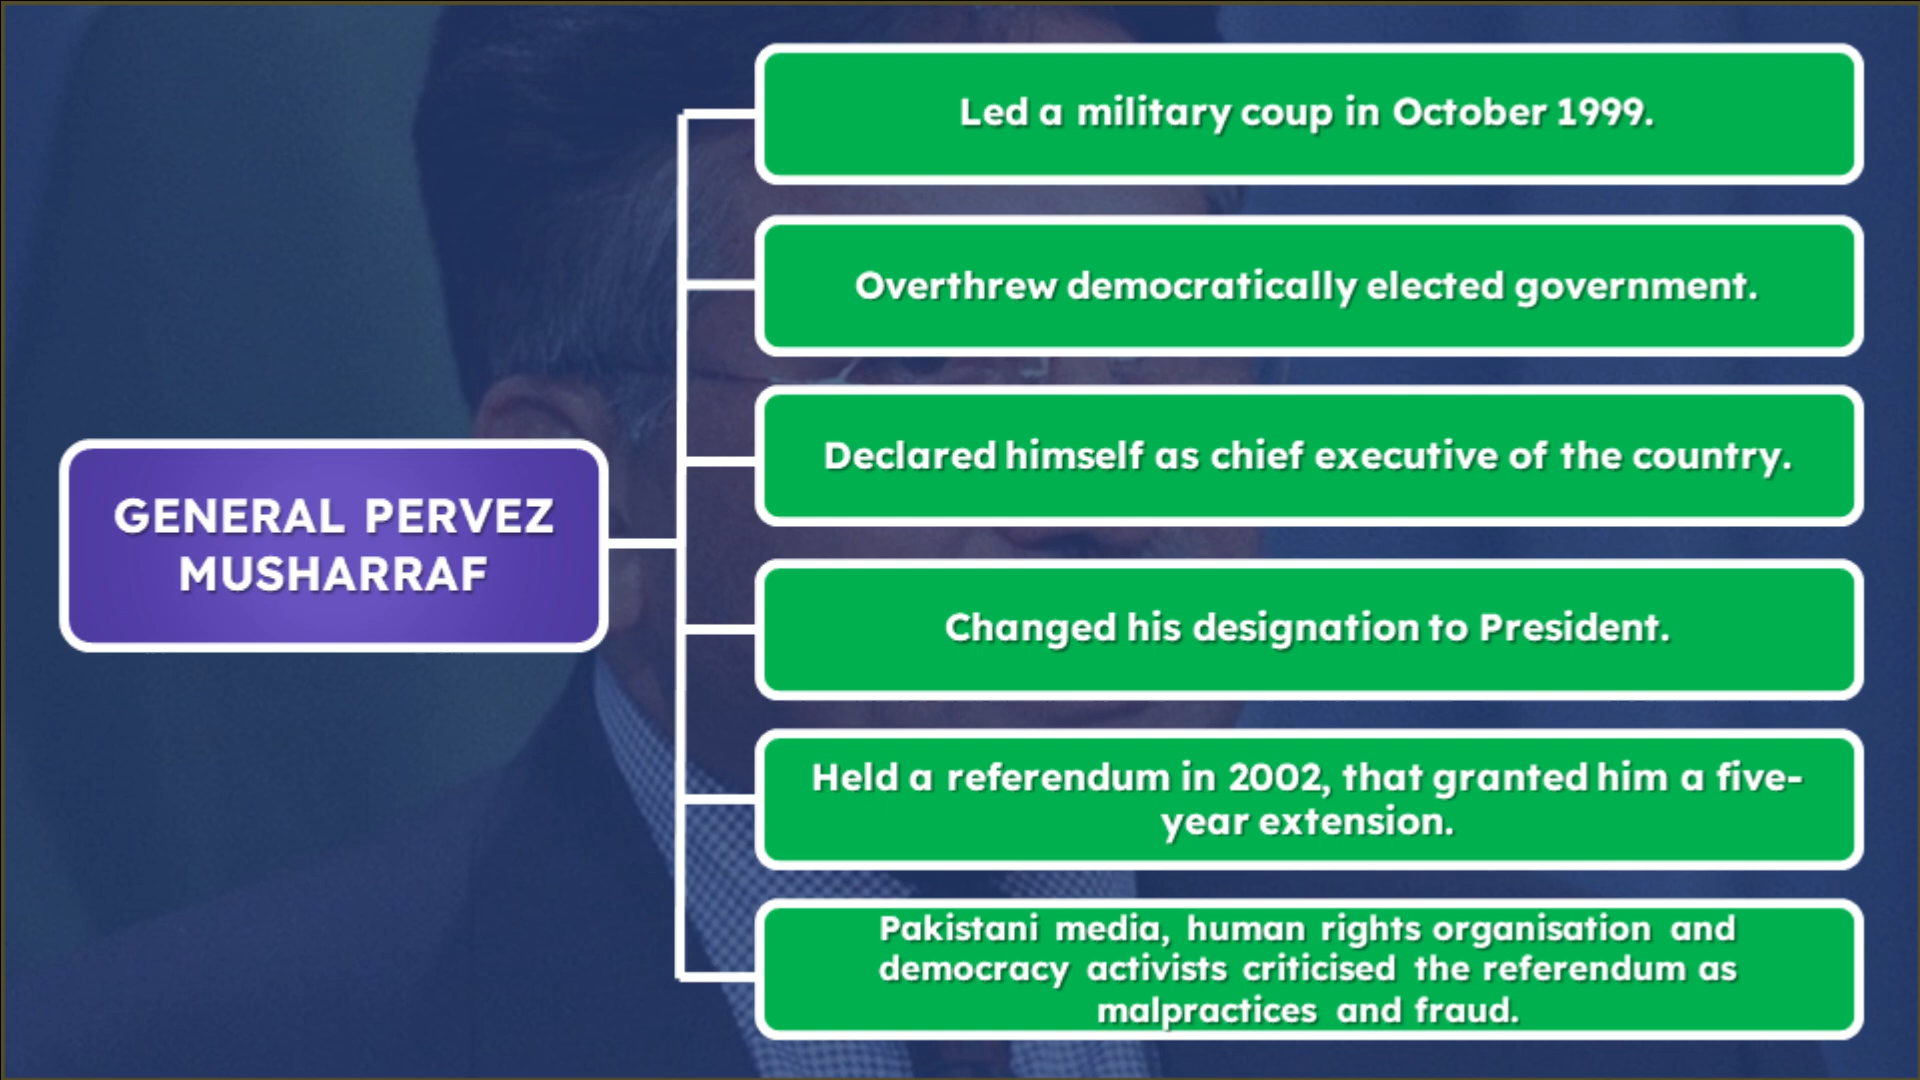 GENERAL PERVEZ
MUSHARRAF
Led a military coup in October 1999.
Overthrew democratically elected government.
Declared himself as chief executive of the country.
Changed his designation to President.
Held a referendum in 2002, that granted him a five-
year extension.
Pakistani media, human rights organisation and
democracy activists criticised the referendum as
malpractices and fraud.